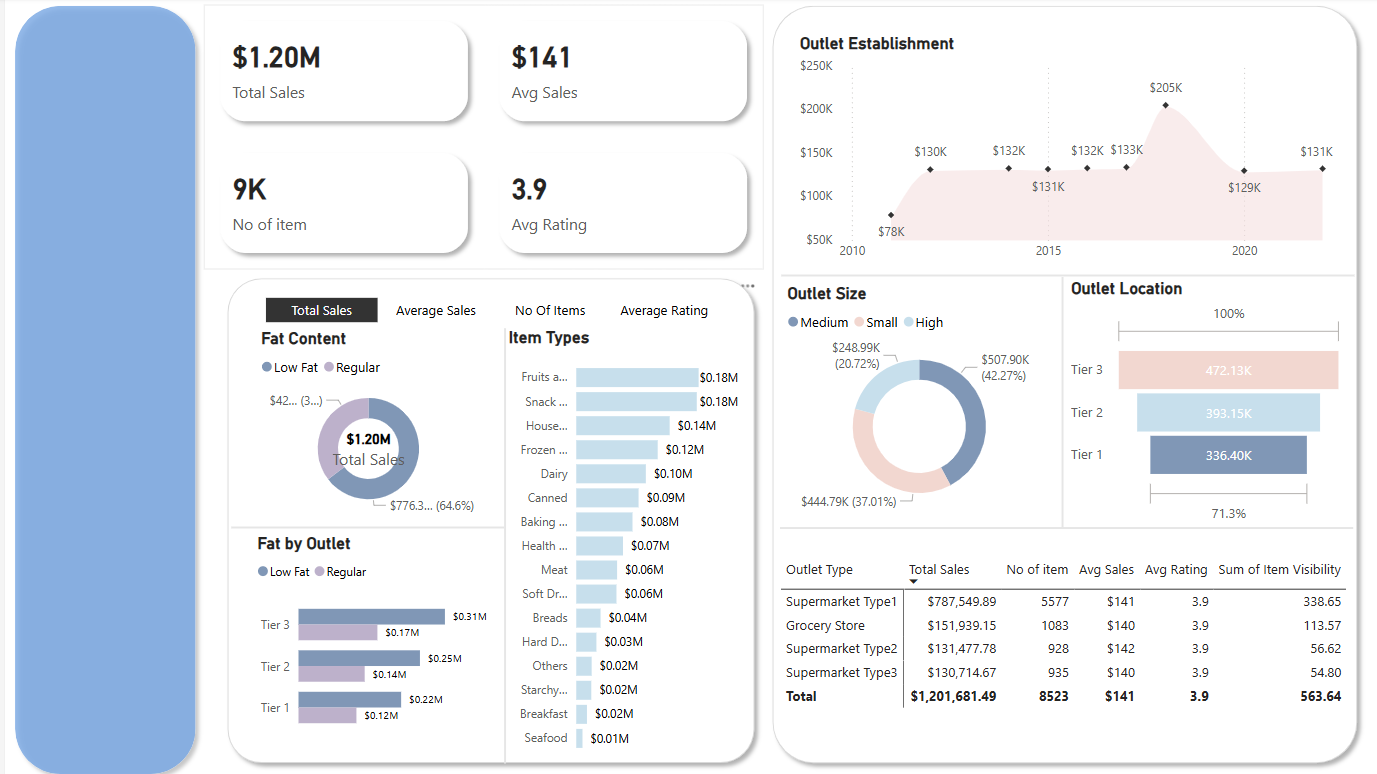 $1.20M
Total Sales
$141
Avg Sales
9K
No of item
3.9
Avg Rating
Total Sales
Average Sales
No Of Items
Average Rating
Fat Content
Low Fat
Regular
$42... (3...)
$1.20M
Total Sales
$776.3... (64.6%)
Fat by Outlet
Low Fat
Regular
Tier 3
$0.31M
$0.17M
Tier 2
$0.25M
$0.14M
Tier 1
$0.22M
$0.12M
Item Types
Fruits a... $0.18M
Snack ... $0.18M
House... $0.14M
Frozen ... $0.12M
Dairy $0.10M
Canned $0.09M
Baking ... $0.08M
Health ... $0.07M
Meat $0.06M
Soft Dr... $0.06M
Breads $0.04M
Hard D... $0.03M
Others $0.02M
Starchy... $0.02M
Breakfast $0.02M
Seafood $0.01M
Outlet Establishment
$250K
$200K
$150K
$100K
$50K
$78K
$130K
$132K
$131K
$132K
$133K
$205K
$129K
$131K
2010
2015
2020
Outlet Size
Medium
Small
High
$248.99K
(20.72%)
$507.90K
(42.27%)
$444.79K (37.01%)
Outlet Location
100%
Tier 3 472.13K
Tier 2 393.15K
Tier 1 336.40K
71.3%
Outlet Type Total Sales No of item Avg Sales Avg Rating Sum of Item Visibility
Supermarket Type1 $787,549.89 5577 $141 3.9 338.65
Grocery Store $151,939.15 1083 $140 3.9 113.57
Supermarket Type2 $131,477.78 928 $142 3.9 56.62
Supermarket Type3 $130,714.67 935 $140 3.9 54.80
Total $1,201,681.49 8523 $141 3.9 563.64